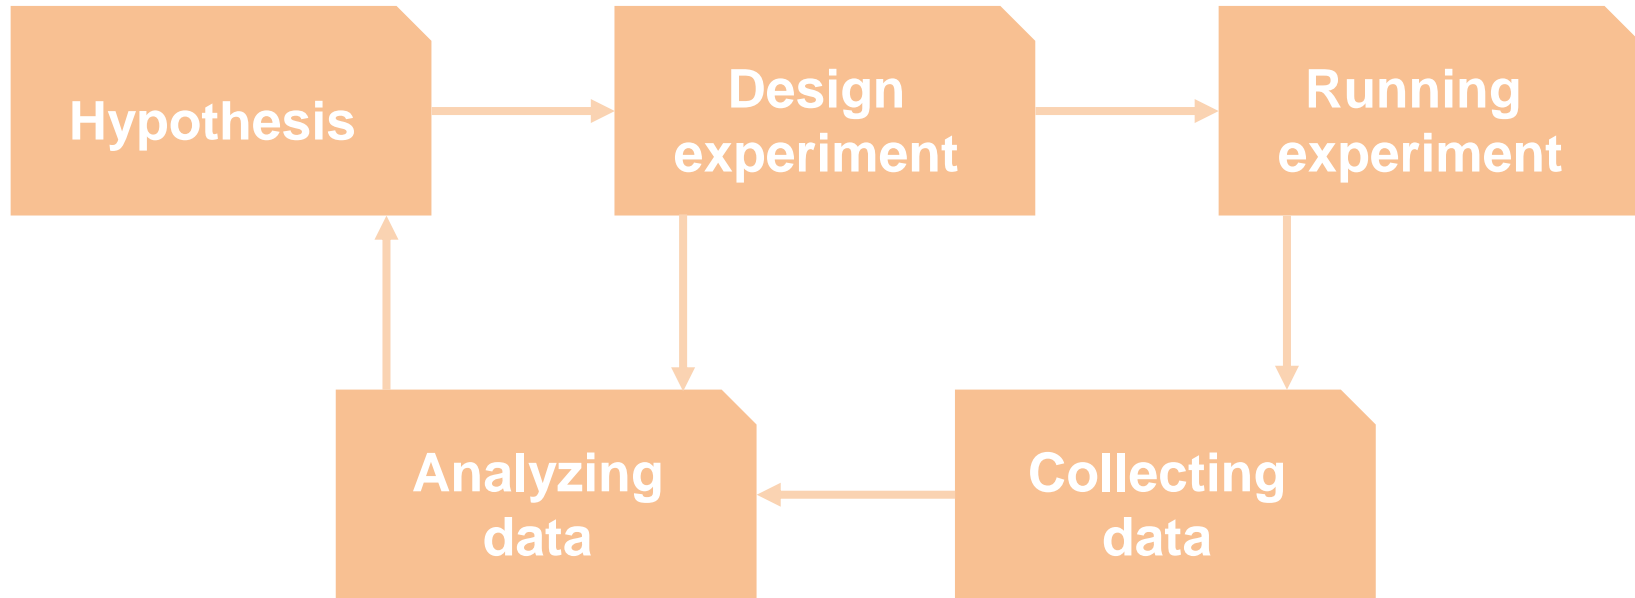 Hypothesis
Design
experiment
Running
experiment
Analyzing
data
Collecting
data